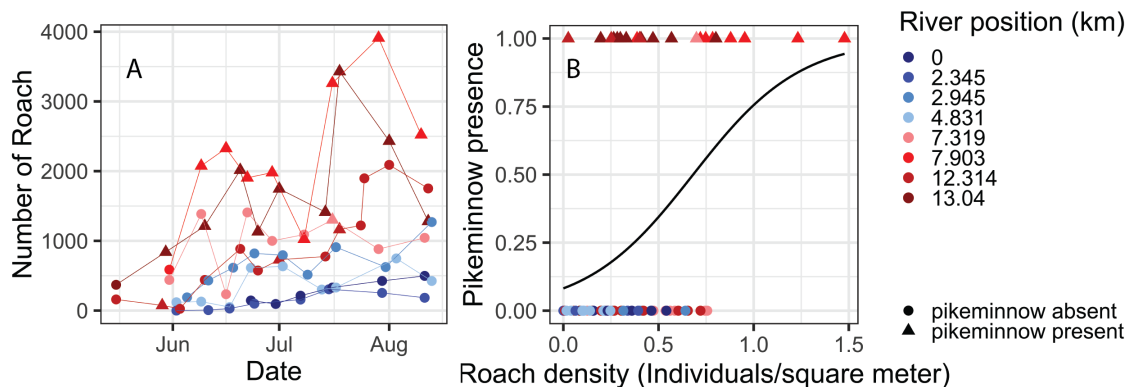 4000
3000
2000
1000
0
Number of Roach
A
Jun
Jul
Aug
Date
1.00
0.75
0.50
0.25
0.00
Pikeminnow presence
B
0.0
0.5
1.0
1.5
Roach density (Individuals/square meter)
River position (km)
0
2.345
2.945
4.831
7.319
7.903
12.314
13.04
pikeminnow absent
pikeminnow present